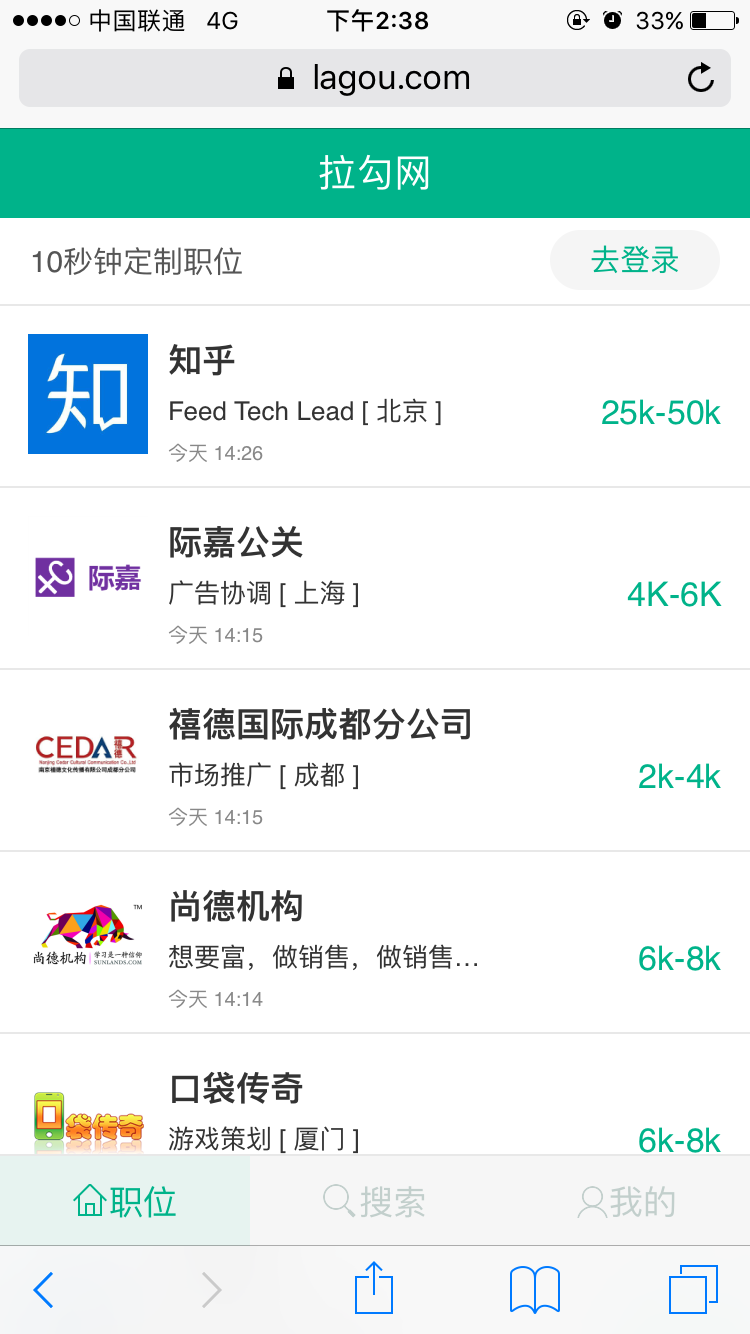 中国联通 4G 下午2:38 33%
lagou.com
拉勾网
10秒钟定制职位 去登录
知
知乎
Feed Tech Lead [ 北京 ] 25k-50k
今天 14:26
际嘉
际嘉公关
广告协调 [ 上海 ] 4K-6K
今天 14:15
CEDAR 禧德
Nanjing Cedar Cultural Communication Co.,Ltd
南京禧德文化传播有限公司成都分公司
禧德国际成都分公司
市场推广 [ 成都 ] 2k-4k
今天 14:15
TM
尚德机构 学习是一种信仰
SUNLANDS.COM
尚德机构
想要富，做销售，做销售... 6k-8k
今天 14:14
袋传奇
口袋传奇
游戏策划 [ 厦门 ] 6k-8k
职位 搜索 我的